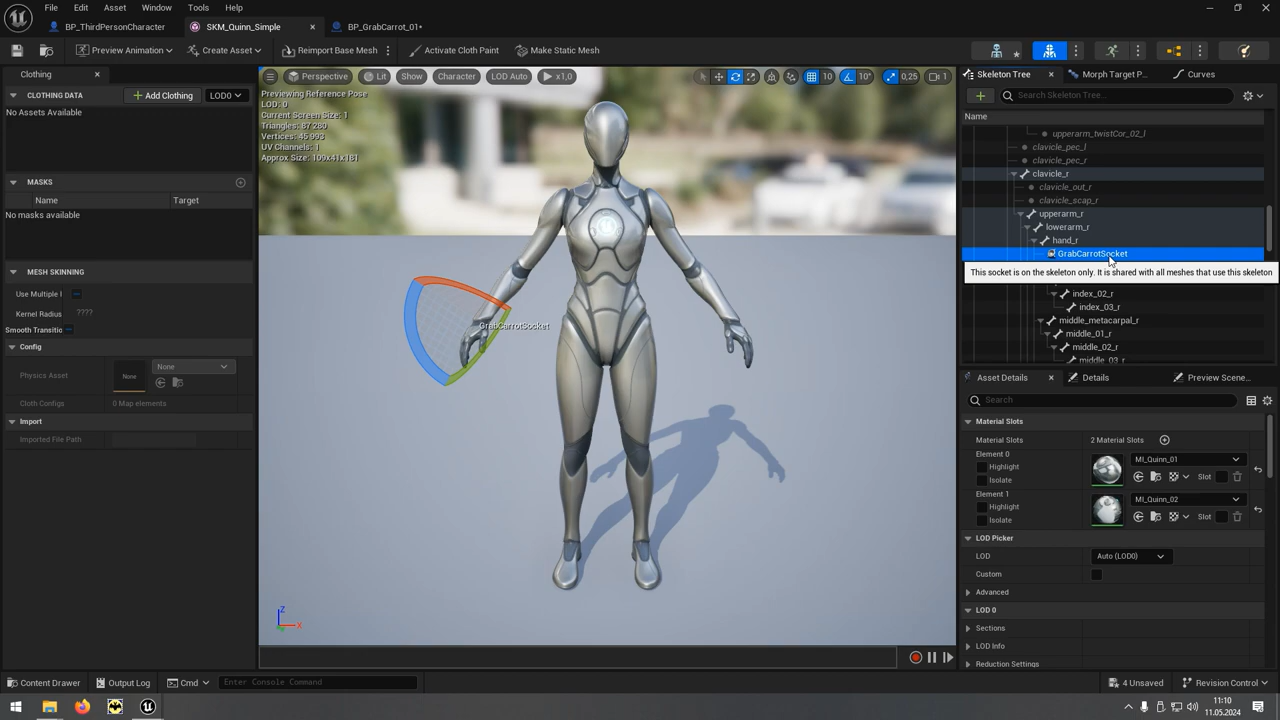 File Edit Asset Window Tools Help
BP_ThirdPersonCharacter SKM_Quinn_Simple BP_GrabCarrot_01*
Preview Animation Create Asset Reimport Base Mesh Activate Cloth Paint Make Static Mesh
Clothing
CLOTHING DATA Add Clothing LOD0
No Assets Available
MASKS
Name Target
No masks available
MESH SKINNING
Use Multiple I
Kernel Radius ????
Smooth Transitio
Config
Physics Asset None None
Cloth Configs 0 Map elements
Import
Imported File Path
Perspective Lit Show Character LOD Auto x1,0 10 10° 0,25 1
Previewing Reference Pose
LOD: 0
Current Screen Size: 1
Triangles: 87 280
Vertices: 45 993
UV Channels: 1
Approx Size: 109x41x181
GrabCarrotSocket
Z
X
Skeleton Tree Morph Target P... Curves
Search Skeleton Tree...
Name
upperarm_twistCor_02_l
clavicle_pec_l
clavicle_pec_r
clavicle_r
clavicle_out_r
clavicle_scap_r
upperarm_r
lowerarm_r
hand_r
GrabCarrotSocket
This socket is on the skeleton only. It is shared with all meshes that use this skeleton
index_02_r
index_03_r
middle_metacarpal_r
middle_01_r
middle_02_r
middle_03_r
Asset Details Details Preview Scene...
Search
Material Slots
Material Slots 2 Material Slots
Element 0
Highlight
Isolate
MI_Quinn_01
Slot
Element 1
Highlight
Isolate
MI_Quinn_02
Slot
LOD Picker
LOD Auto (LOD0)
Custom
Advanced
LOD 0
Sections
LOD Info
Reduction Settings
Content Drawer Output Log Cmd Enter Console Command 4 Unsaved Revision Control
11:10
11.05.2024